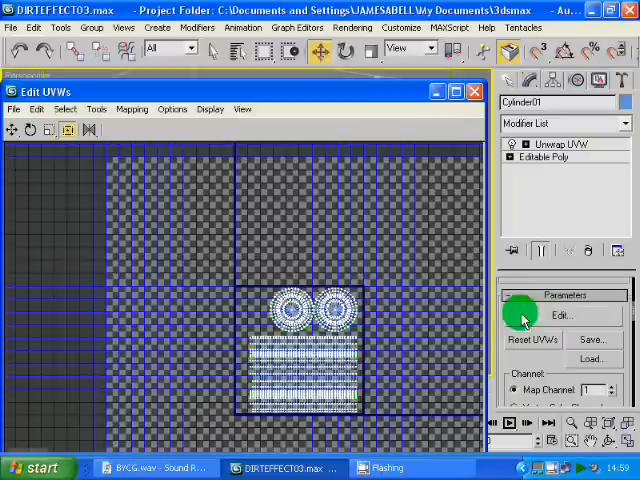 DIRTEFFECT03.max - Project Folder: C:\Documents and Settings\JAMESABELL\My Documents\3dsmax - Au...
File Edit Tools Group Views Create Modifiers Animation Graph Editors Rendering Customize MAXScript Help Tentacles
All View
Edit UVWs
File Edit Select Tools Mapping Options Display View
Cylinder01
Modifier List
Unwrap UVW
Editable Poly
Parameters
Edit...
Reset UVWs Save...
Load...
Channel:
Map Channel: 1
0
start BYCG.wav - Sound R... DIRTEFFECT03.max ... Flashing 14:59